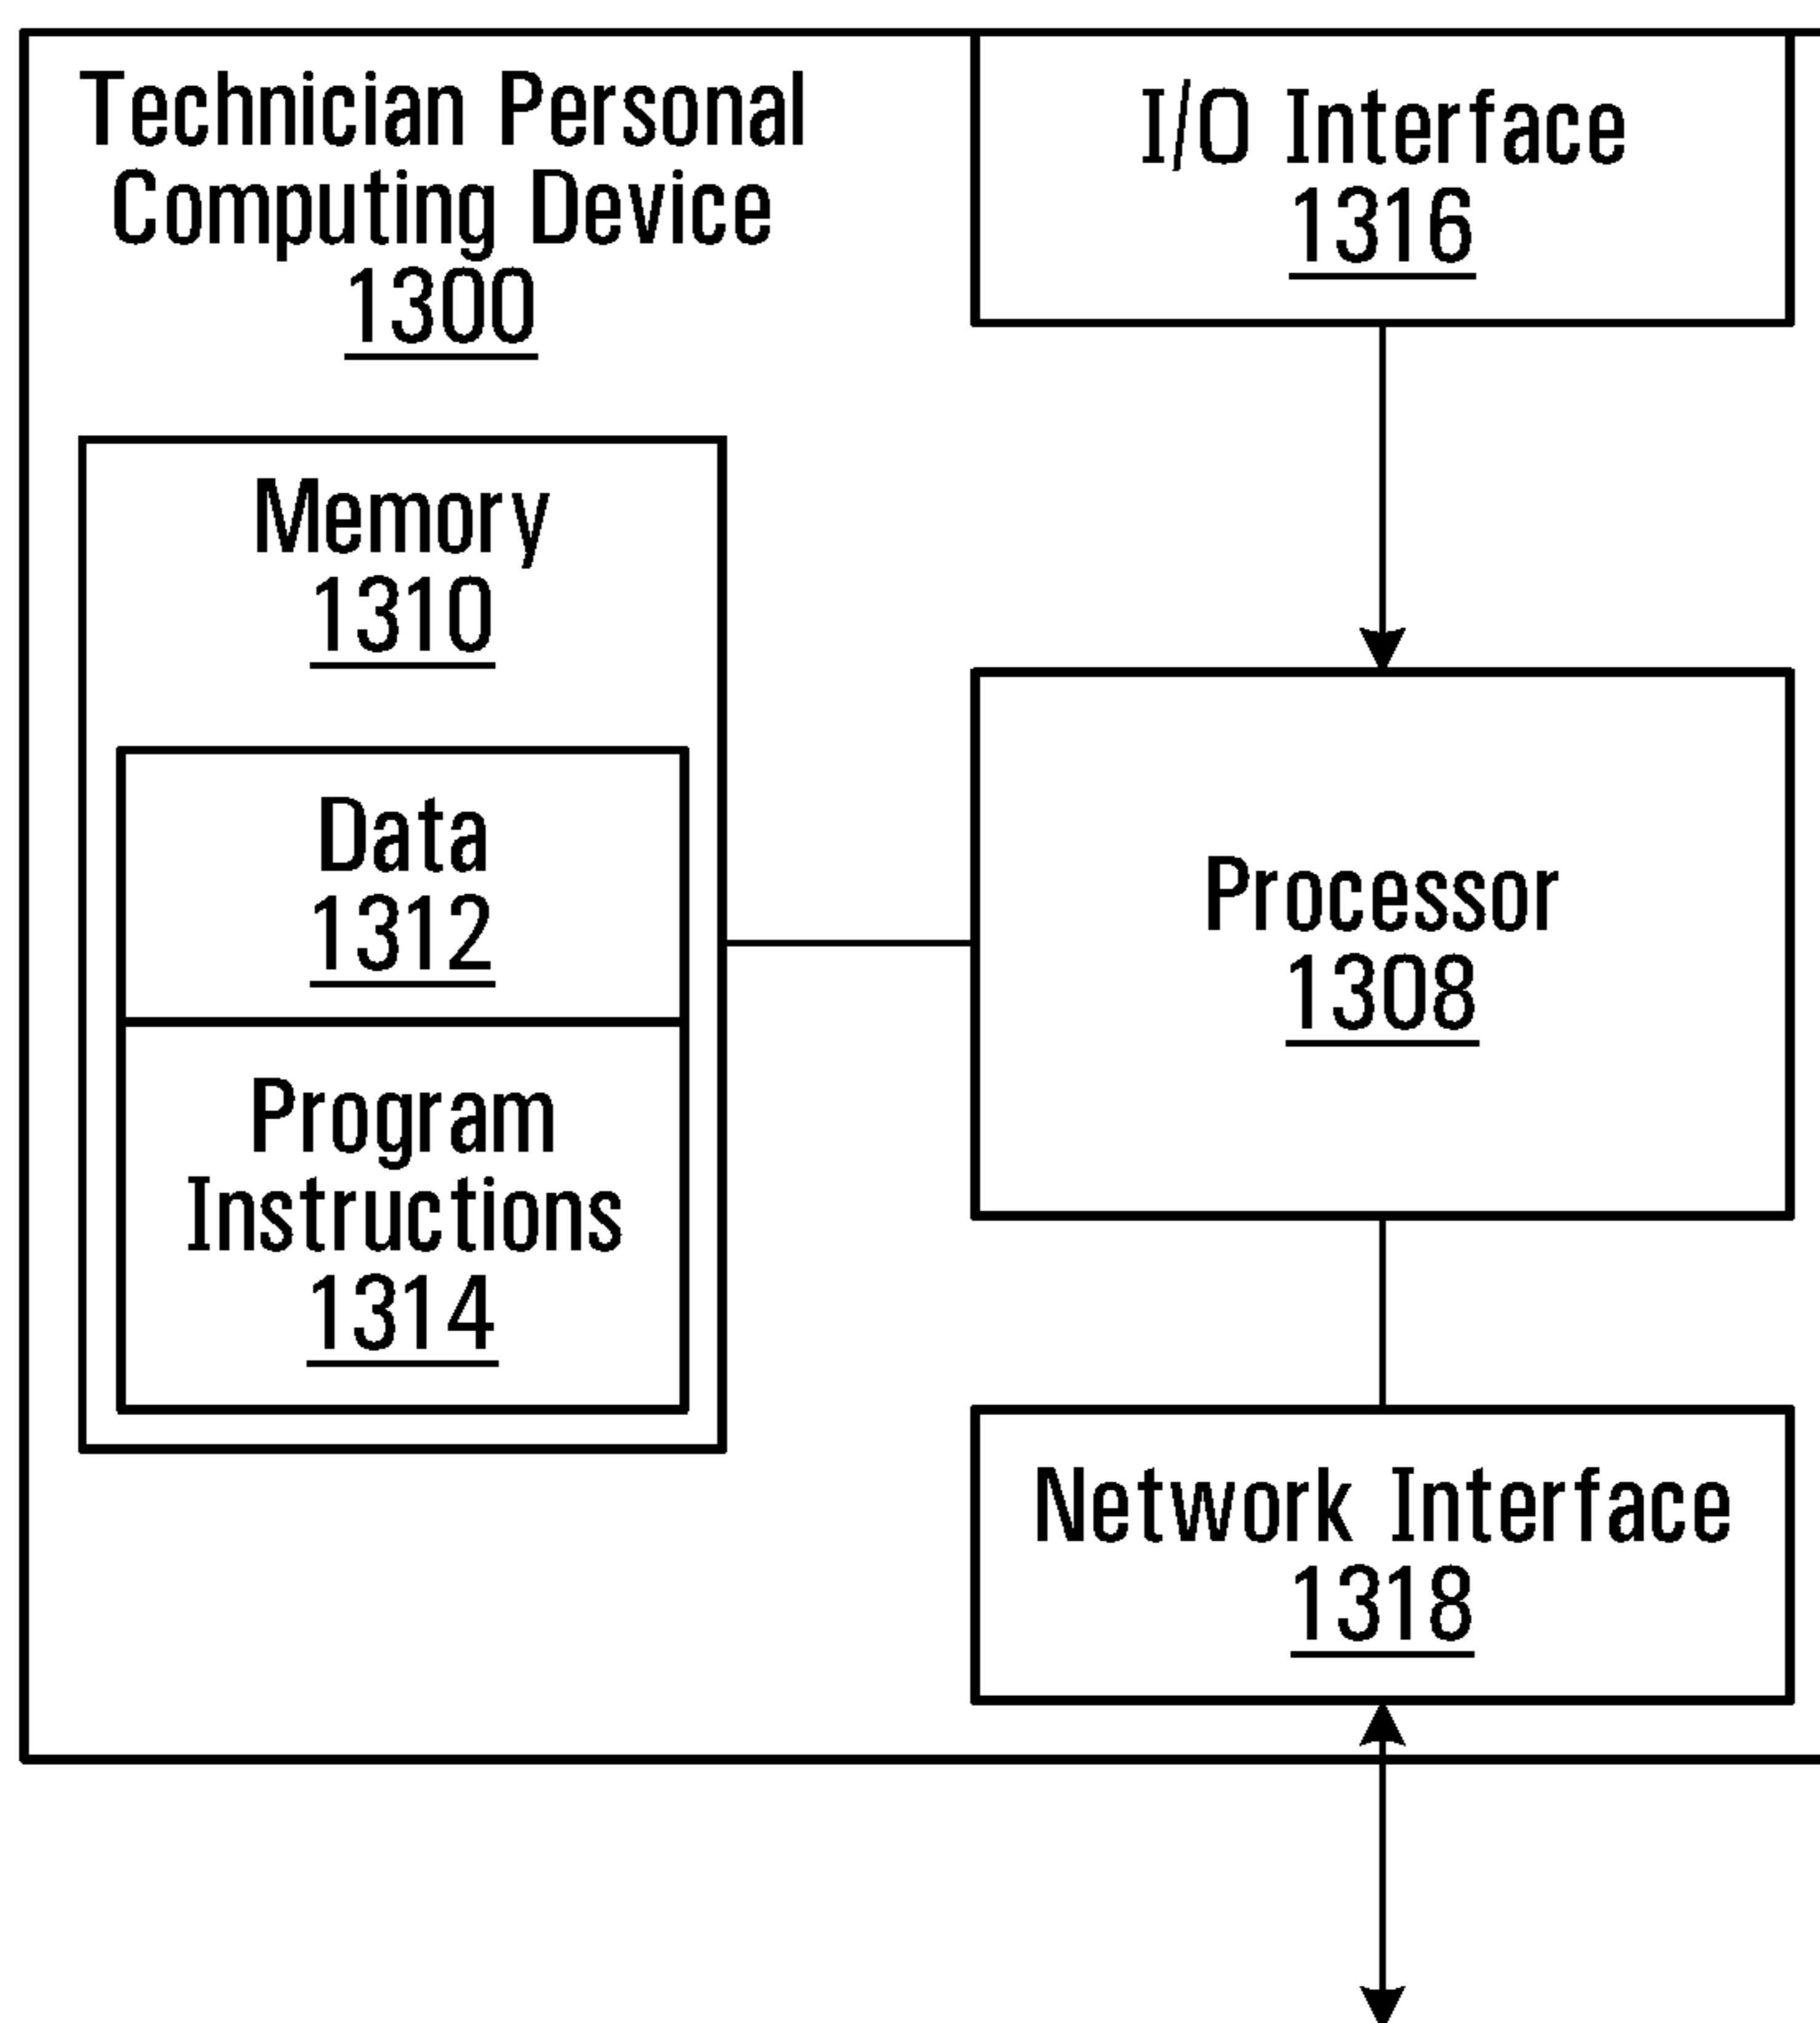 Technician Personal
Computing Device
1300
I/O Interface
1316
Memory
1310
Data
1312
Program
Instructions
1314
Processor
1308
Network Interface
1318